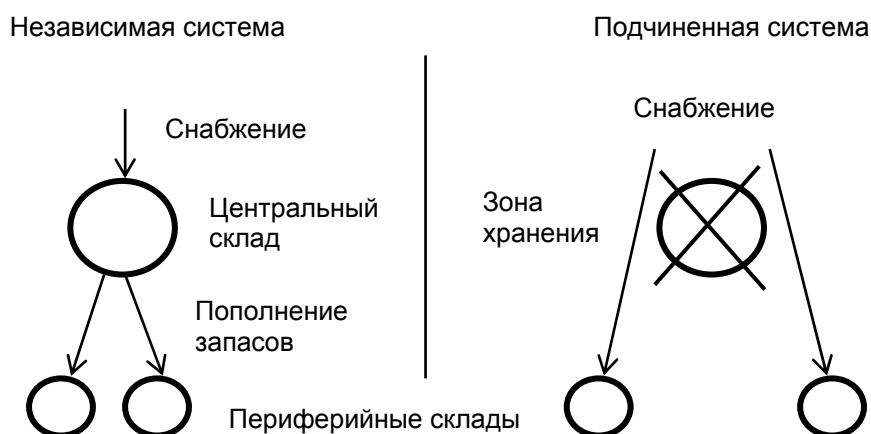 Независимая система
Подчиненная система
Снабжение
Центральный
склад
Пополнение
запасов
Снабжение
Зона
хранения
Периферийные склады